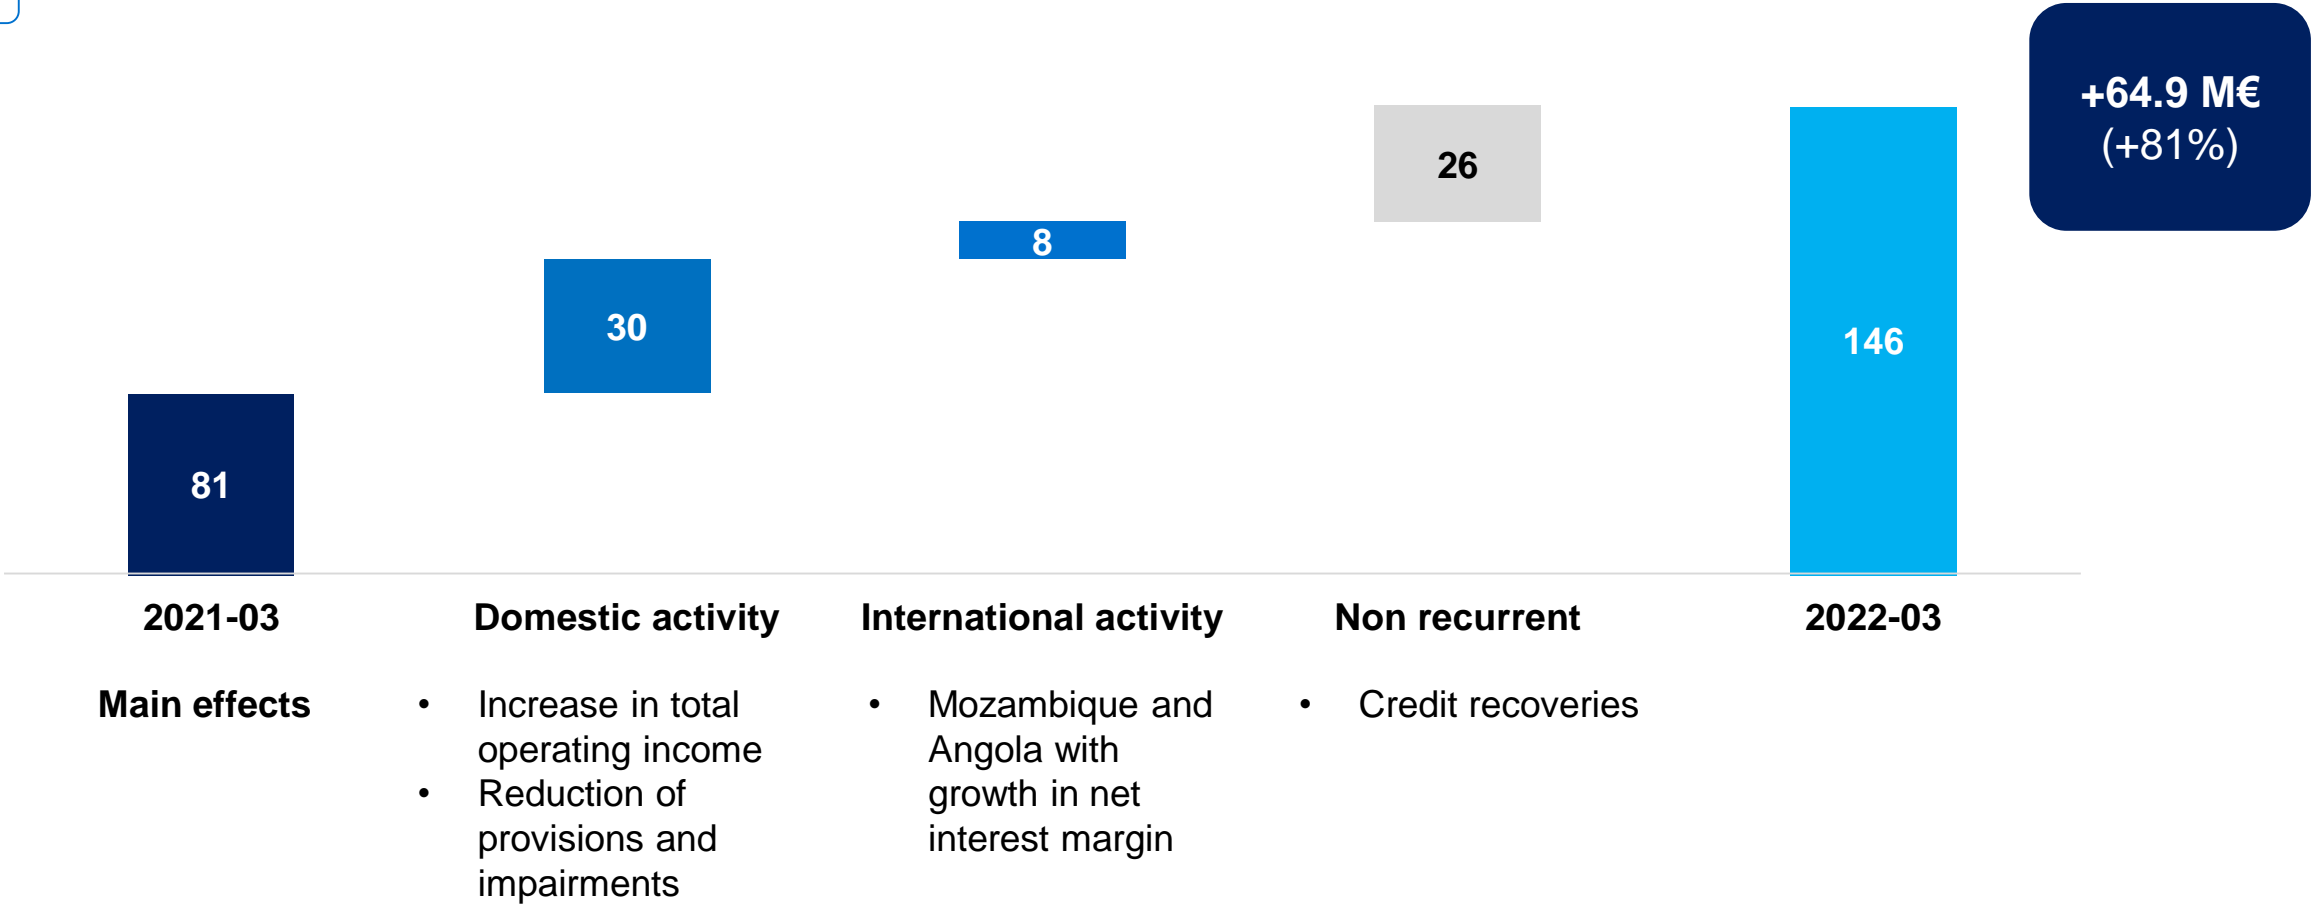 +64.9 M€
(+81%)
26
8
30
146
81
2021-03
Domestic activity
International activity
Non recurrent
2022-03
Main effects
• Increase in total
operating income
• Reduction of
provisions and
impairments
• Mozambique and
Angola with
growth in net
interest margin
• Credit recoveries